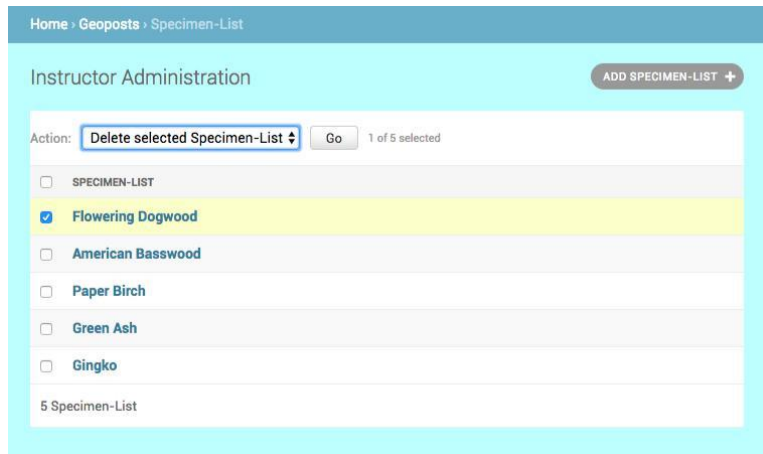 Home › Geoposts › Specimen-List
Instructor Administration
ADD SPECIMEN-LIST +
Action: Delete selected Specimen-List Go 1 of 5 selected
SPECIMEN-LIST
Flowering Dogwood
American Basswood
Paper Birch
Green Ash
Gingko
5 Specimen-List